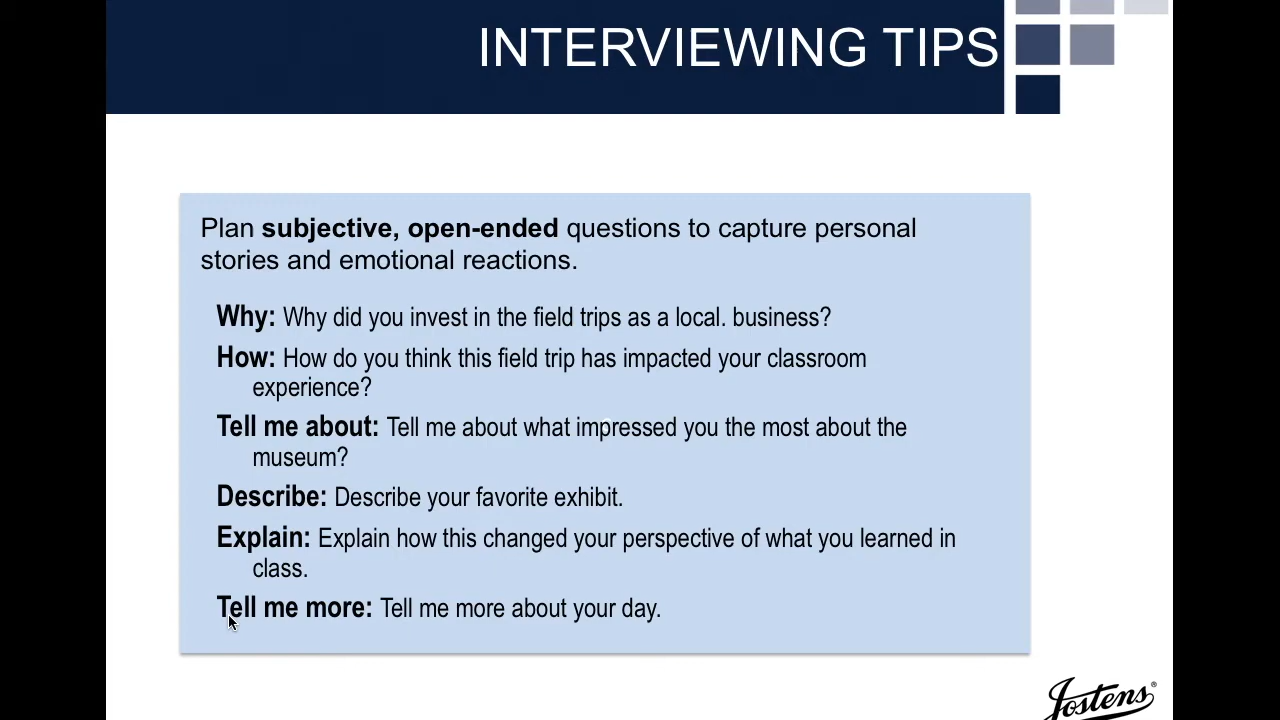 INTERVIEWING TIPS
Plan subjective, open-ended questions to capture personal
stories and emotional reactions.
Why: Why did you invest in the field trips as a local. business?
How: How do you think this field trip has impacted your classroom
experience?
Tell me about: Tell me about what impressed you the most about the
museum?
Describe: Describe your favorite exhibit.
Explain: Explain how this changed your perspective of what you learned in
class.
Tell me more: Tell me more about your day.
Jostens®